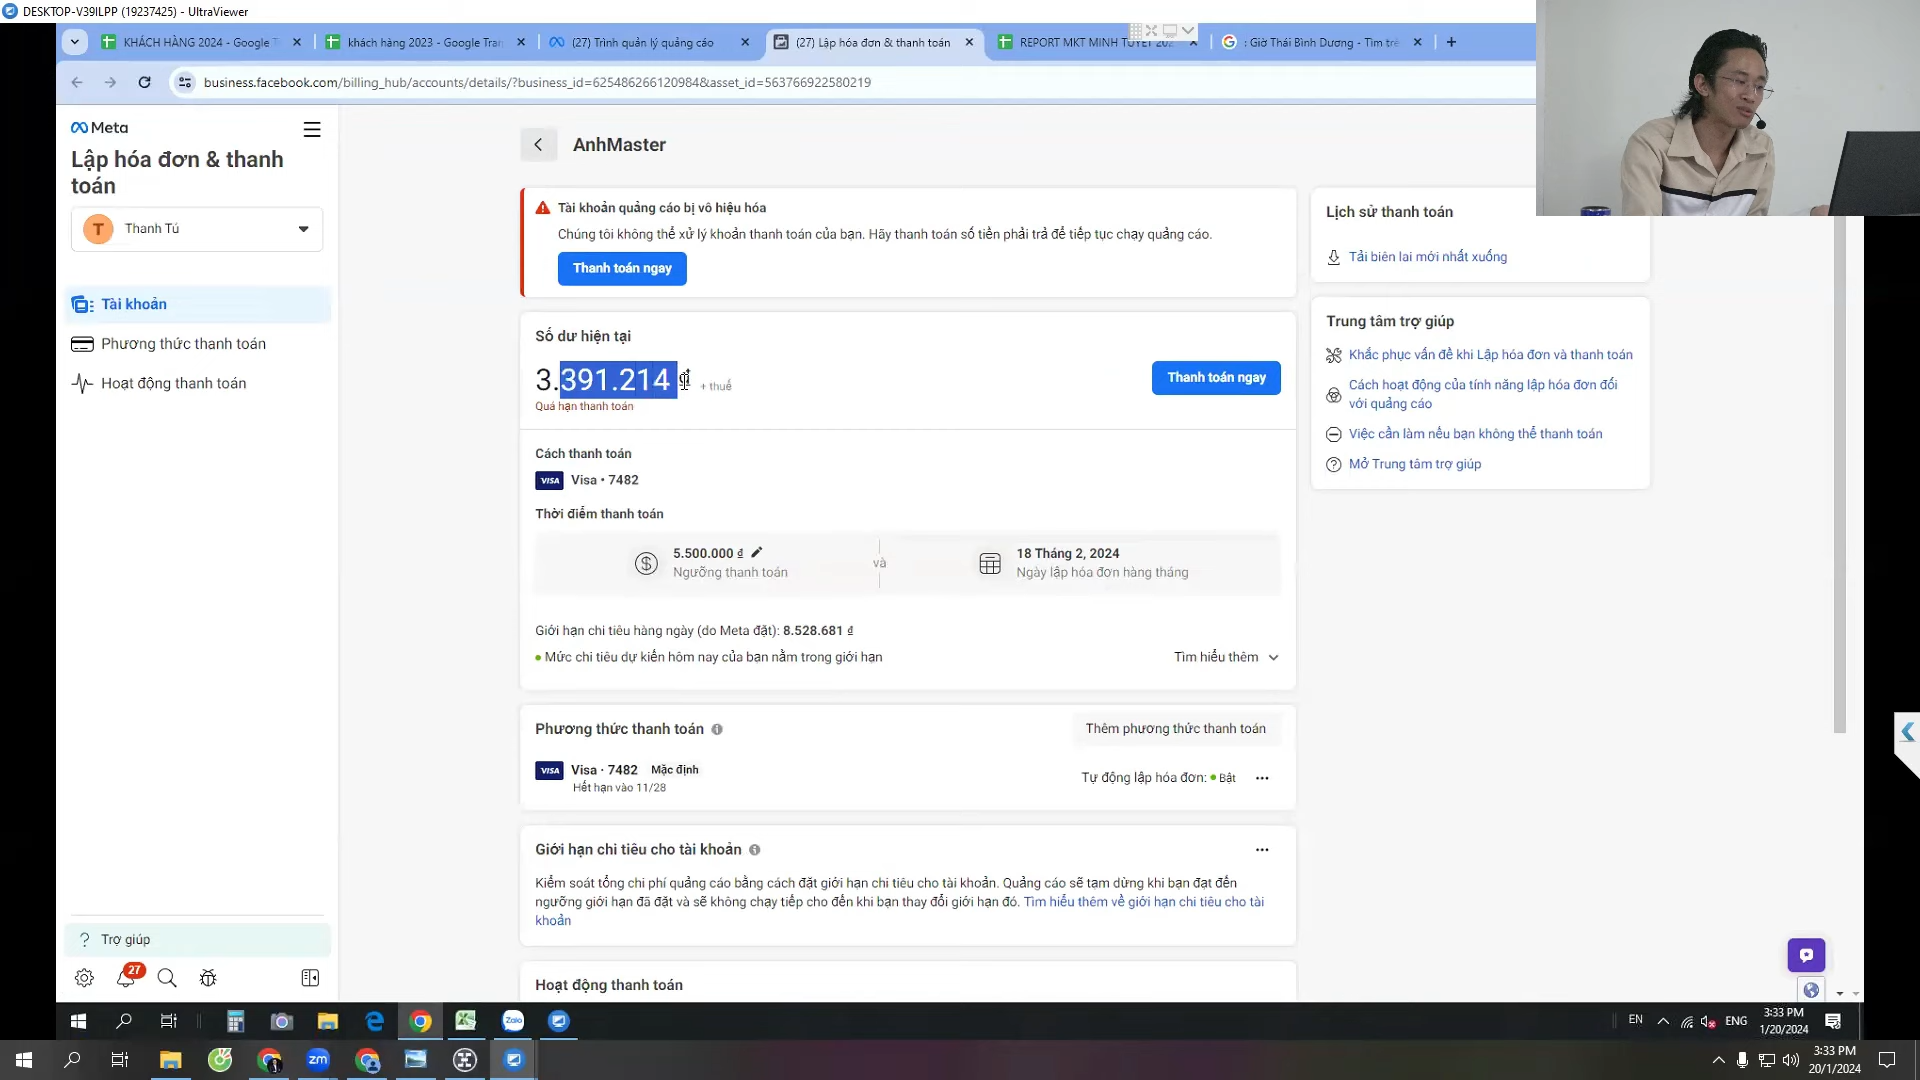 DESKTOP-V39ILPP (19237425) - UltraViewer
KHÁCH HÀNG 2024 - Google T
khách hàng 2023 - Google Tran
(27) Trình quản lý quảng cáo
(27) Lập hóa đơn & thanh toán
REPORT MKT MINH TUYẾT 202
: Giờ Thái Bình Dương - Tìm trê
business.facebook.com/billing_hub/accounts/details/?business_id=625486266120984&asset_id=563766922580219
Meta
Lập hóa đơn & thanh
toán
T
Thanh Tú
Tài khoản
Phương thức thanh toán
Hoạt động thanh toán
AnhMaster
Tài khoản quảng cáo bị vô hiệu hóa
Chúng tôi không thể xử lý khoản thanh toán của bạn. Hãy thanh toán số tiền phải trả để tiếp tục chạy quảng cáo.
Thanh toán ngay
Số dư hiện tại
3.391.214 ₫ + thuế
Quá hạn thanh toán
Thanh toán ngay
Cách thanh toán
VISA Visa • 7482
Thời điểm thanh toán
5.500.000 ₫
Ngưỡng thanh toán
và
18 Tháng 2, 2024
Ngày lập hóa đơn hàng tháng
Giới hạn chi tiêu hàng ngày (do Meta đặt): 8.528.681 ₫
Mức chi tiêu dự kiến hôm nay của bạn nằm trong giới hạn
Tìm hiểu thêm
Phương thức thanh toán
Thêm phương thức thanh toán
VISA Visa · 7482 Mặc định
Hết hạn vào 11/28
Tự động lập hóa đơn: Bật
Giới hạn chi tiêu cho tài khoản
Kiểm soát tổng chi phí quảng cáo bằng cách đặt giới hạn chi tiêu cho tài khoản. Quảng cáo sẽ tạm dừng khi bạn đạt đến
ngưỡng giới hạn đã đặt và sẽ không chạy tiếp cho đến khi bạn thay đổi giới hạn đó. Tìm hiểu thêm về giới hạn chi tiêu cho tài
khoản
Hoạt động thanh toán
Lịch sử thanh toán
Tải biên lai mới nhất xuống
Trung tâm trợ giúp
Khắc phục vấn đề khi Lập hóa đơn và thanh toán
Cách hoạt động của tính năng lập hóa đơn đối
với quảng cáo
Việc cần làm nếu bạn không thể thanh toán
Mở Trung tâm trợ giúp
? Trợ giúp
27
Zalo
EN
ENG
3:33 PM
1/20/2024
zm
3:33 PM
20/1/2024